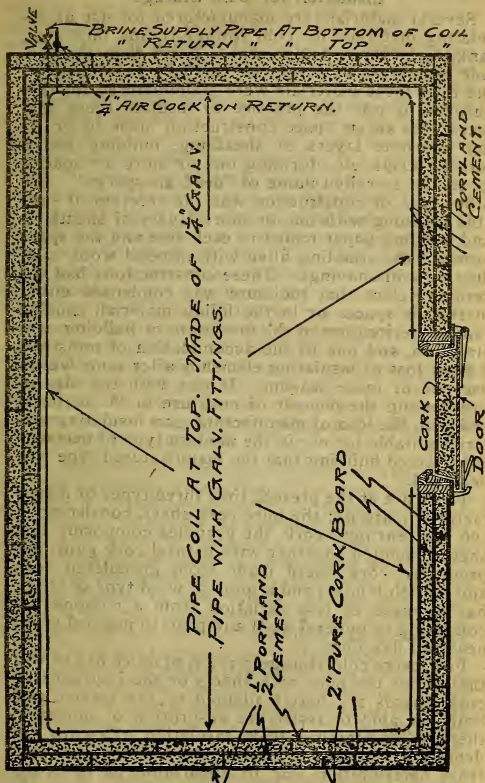 VALVE
BRINE SUPPLY PIPE AT BOTTOM OF COIL
" RETURN " " TOP " "
1/4" AIR COCK ON RETURN.
PIPE COIL AT TOP. MADE OF 1 1/4" GALV.
PIPE WITH GALV. FITTINGS.
1/2" PORTLAND
CEMENT
2" PURE CORK BOARD
CORK
DOOR
PORTLAND
CEMENT.